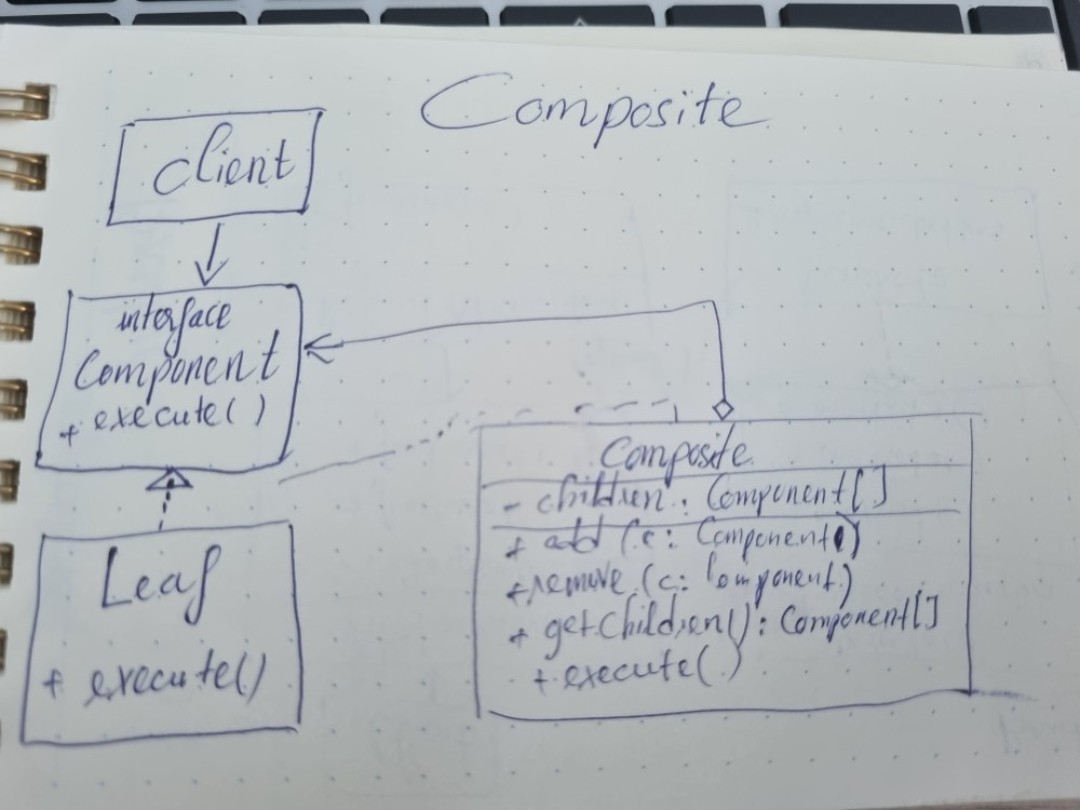 Composite
client
interface
Component
+ execute()
Leaf
+ execute()
Composite
- children: Component[]
+ add (c: Component)
+ remove (c: Component)
+ getChildren(): Component[]
+ execute()